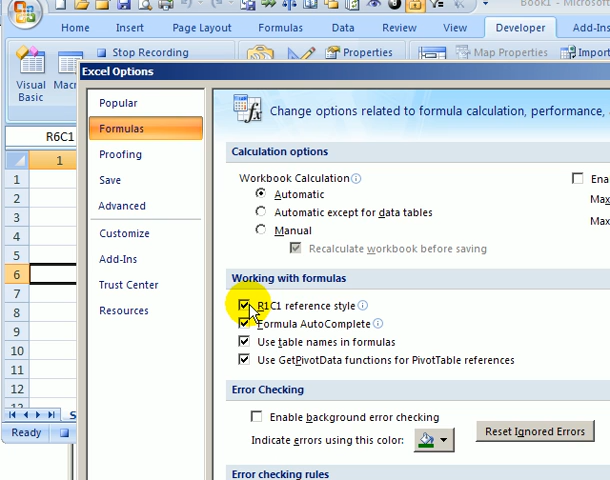 Book1 - Microsoft
Home Insert Page Layout Formulas Data Review View Developer Add-Ins
Visual Basic
Stop Recording
Properties
Map Properties
Import
Excel Options
Popular
Formulas
Proofing
Save
Advanced
Customize
Add-Ins
Trust Center
Resources
R6C1
1
1
2
3
4
5
6
7
8
9
10
11
12
Ready
Change options related to formula calculation, performance,
Calculation options
Workbook Calculation
Automatic
Automatic except for data tables
Manual
Recalculate workbook before saving
Ena
Max
Max
Working with formulas
R1C1 reference style
Formula AutoComplete
Use table names in formulas
Use GetPivotData functions for PivotTable references
Error Checking
Enable background error checking
Indicate errors using this color:
Reset Ignored Errors
Error checking rules